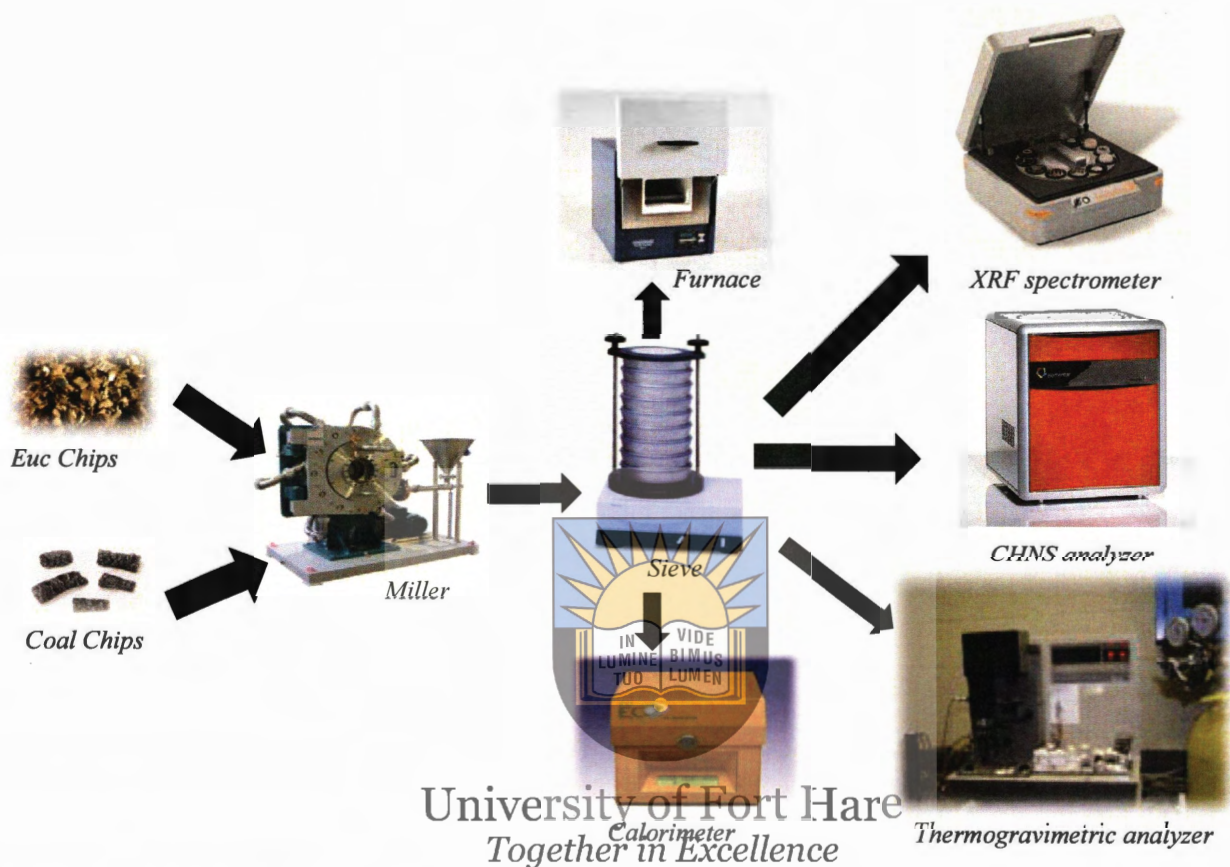 Furnace
XRF spectrometer
Euc Chips
Miller
Sieve
CHNS analyzer
Coal Chips
IN VIDE
LUMINE BIMUS
TUO LUMEN
EC
University of Fort Hare
Calorimeter
Together in Excellence
Thermogravimetric analyzer